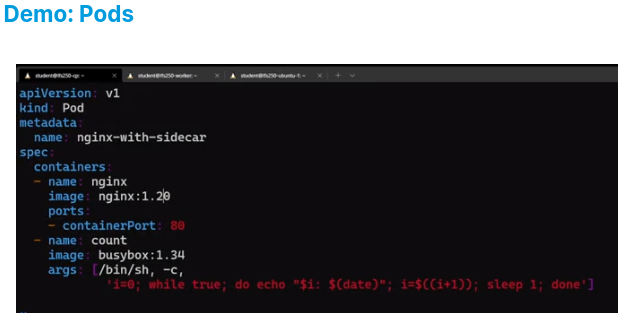 Demo: Pods
student@lfs250-cp: ~
student@lfs250-worker: ~
student@lfs250-ubuntu-1: ~
apiVersion: v1
kind: Pod
metadata:
  name: nginx-with-sidecar
spec:
  containers:
  - name: nginx
    image: nginx:1.20
    ports:
    - containerPort: 80
  - name: count
    image: busybox:1.34
    args: [/bin/sh, -c,
            'i=0; while true; do echo "$i: $(date)"; i=$((i+1)); sleep 1; done']